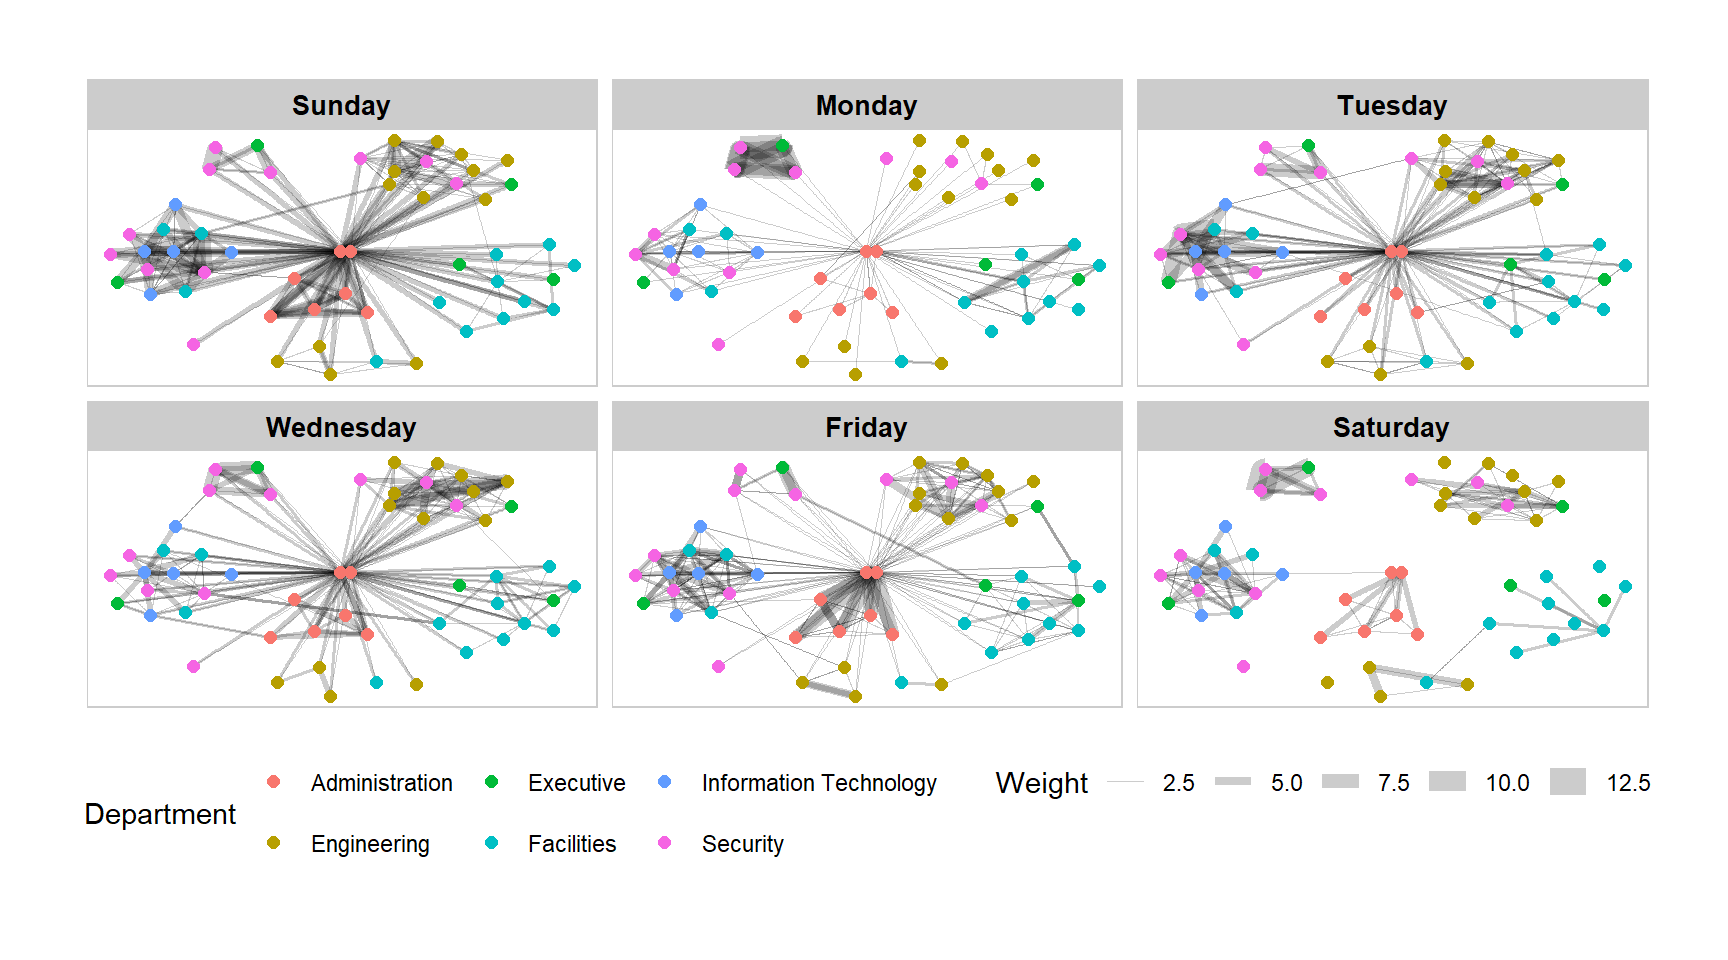 Sunday
Monday
Tuesday
Wednesday
Friday
Saturday
Department
Administration
Executive
Information Technology
Engineering
Facilities
Security
Weight
2.5
5.0
7.5
10.0
12.5